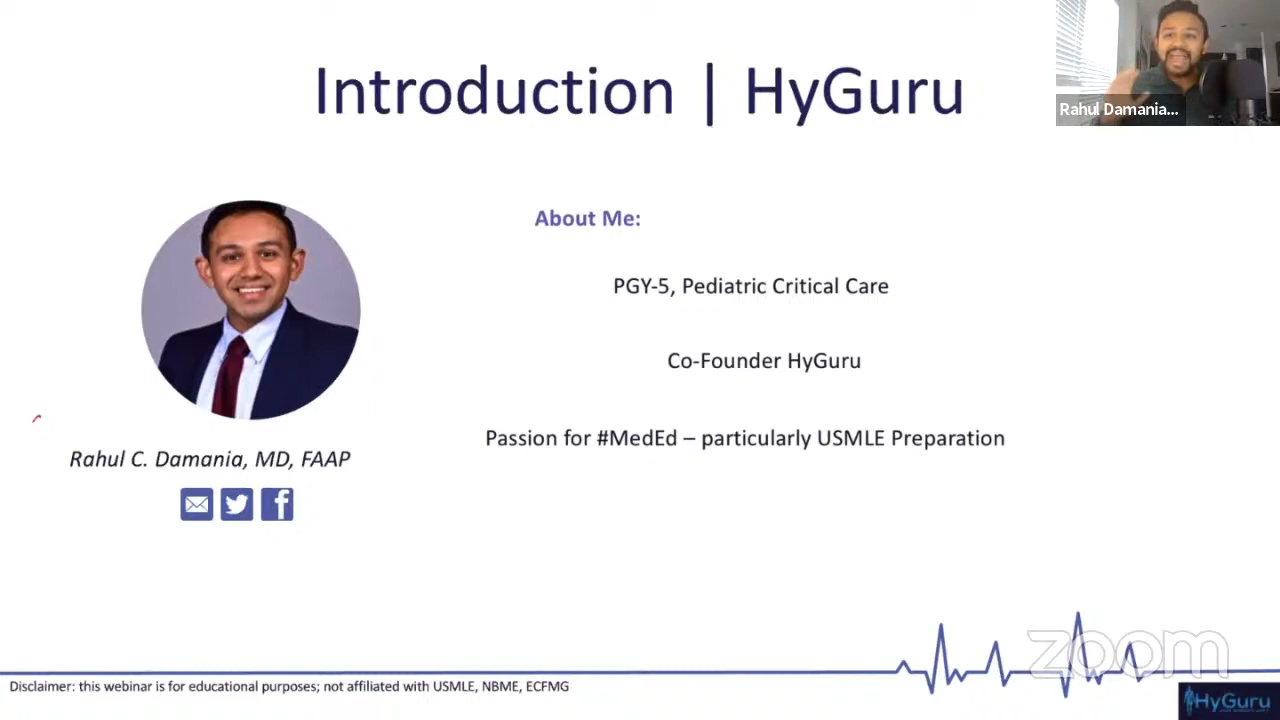 Introduction | HyGuru
Rahul Damania...
About Me:
PGY-5, Pediatric Critical Care
Co-Founder HyGuru
Passion for #MedEd – particularly USMLE Preparation
Rahul C. Damania, MD, FAAP
zoom
Disclaimer: this webinar is for educational purposes; not affiliated with USMLE, NBME, ECFMG
HyGuru